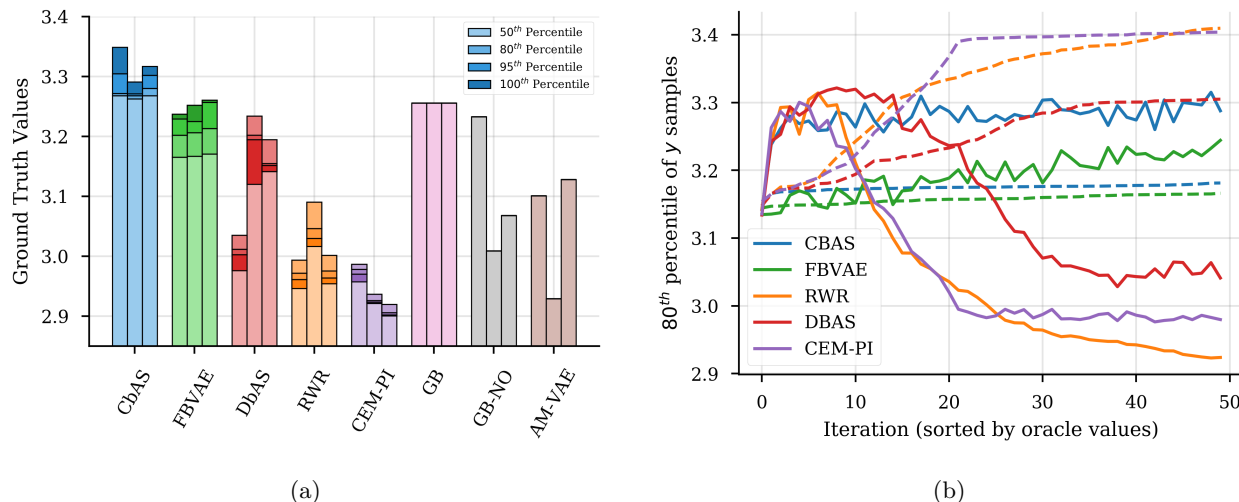 3.4
3.3
3.2
3.1
3.0
2.9
Ground Truth Values
50th Percentile
80th Percentile
95th Percentile
100th Percentile
CbAS
FBVAE
DbAS
RWR
CEM-PI
GB
GB-NO
AM-VAE
(a)
3.4
3.3
3.2
3.1
3.0
2.9
80th percentile of y samples
CBAS
FBVAE
RWR
DBAS
CEM-PI
0 10 20 30 40 50
Iteration (sorted by oracle values)
(b)